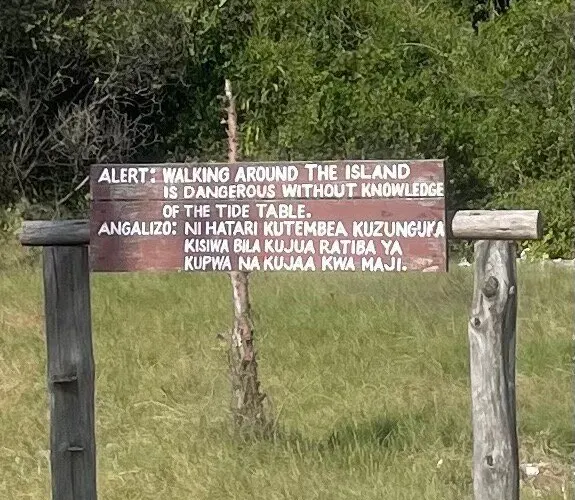 ALERT: WALKING AROUND THE ISLAND
IS DANGEROUS WITHOUT KNOWLEDGE
OF THE TIDE TABLE.
ANGALIZO: NI HATARI KUTEMBEA KUZUNGUKA
KISIWA BILA KUJUA RATIBA YA
KUPWA NA KUJAA KWA MAJI.